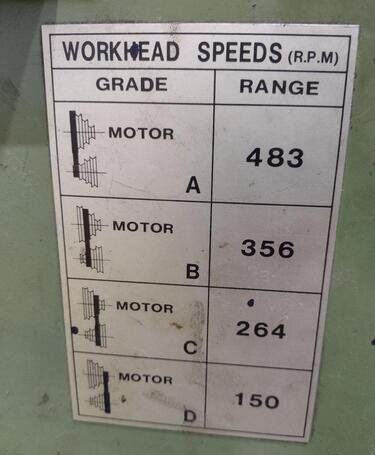 WORKHEAD SPEEDS (R.P.M)
GRADE RANGE
MOTOR A 483
MOTOR B 356
MOTOR C 264
MOTOR D 150